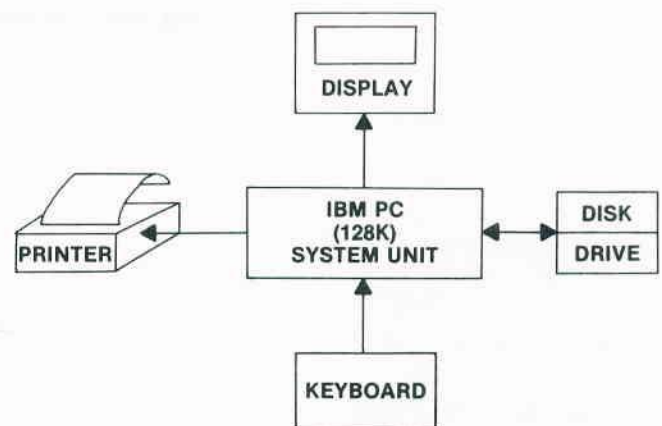 DISPLAY
IBM PC
(128K)
SYSTEM UNIT
DISK
DRIVE
PRINTER
KEYBOARD